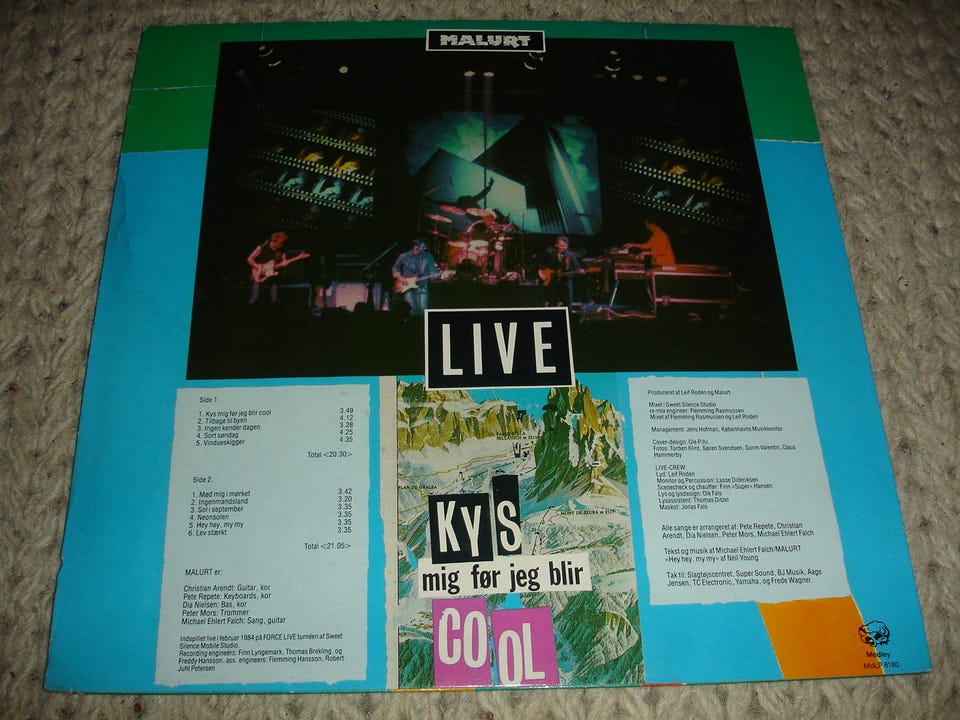 MALURT
LIVE
Side 1.
1. Kys mig før jeg blir cool 3.49
2. Tilbage til byen 4.12
3. Ingen kender dagen 3.28
4. Sort søndag 4.25
5. Vindueskigger 4.35
Total <20.30>
Side 2.
1. Mød mig i mørket 3.42
2. Ingenmandsland 3.20
3. Sol i september 3.35
4. Neonsolen 3.35
5. Hey hey, my my 3.35
6. Lev stærkt 3.35
Total <21.05>
MALURT er:
Christian Arendt: Guitar, kor
Pete Repete: Keyboards, kor
Dia Nielsen: Bas, kor
Peter Mors: Trommer
Michael Ehlert Falch: Sang, guitar
Indspillet live i februar 1984 på FORCE LIVE turnéen af Sweet
Silence Mobile Studio
Recording engineers: Finn Lyngemark, Thomas Brekling, og
Freddy Hansson. ass. engineers: Flemming Hansson, Robert
Juhl Petersen
PLAN DE GRALBA
KYS
mig før jeg blir
COOL
Produceret af Leif Roden og Malurt.
Mixet i Sweet Silence Studio
re-mix engineer: Flemming Rasmussen
Mixet af Flemming Rasmussen og Leif Roden
Management: Jens Hofman, Københavns Musikkontor
Cover-design: Ole Pihl
Fotos: Torben Klint, Søren Svendsen, Gorm Valentin, Claus
Hammerby.
LIVE-CREW:
Lyd: Leif Roden
Monitor og Percussion: Lasse Dideriksen
Scenecheck og chauffør: Finn »Super« Hansen
Lys og lysdesign: Ole Fals
Lysassistent: Thomas Ditzel
Maskot: Jonas Fals
Alle sange er arrangeret af: Pete Repete, Christian
Arendt, Dia Nielsen, Peter Mors, Michael Ehlert Falch
Tekst og musik af Michael Ehlert Falch/MALURT
»Hey hey, my my« af Neil Young
Tak til: Slagtøjscentret, Super Sound, BJ Musik, Aage
Jensen, TC Electronic, Yamaha, og Frede Wagner.
Medley
MdLP 6180